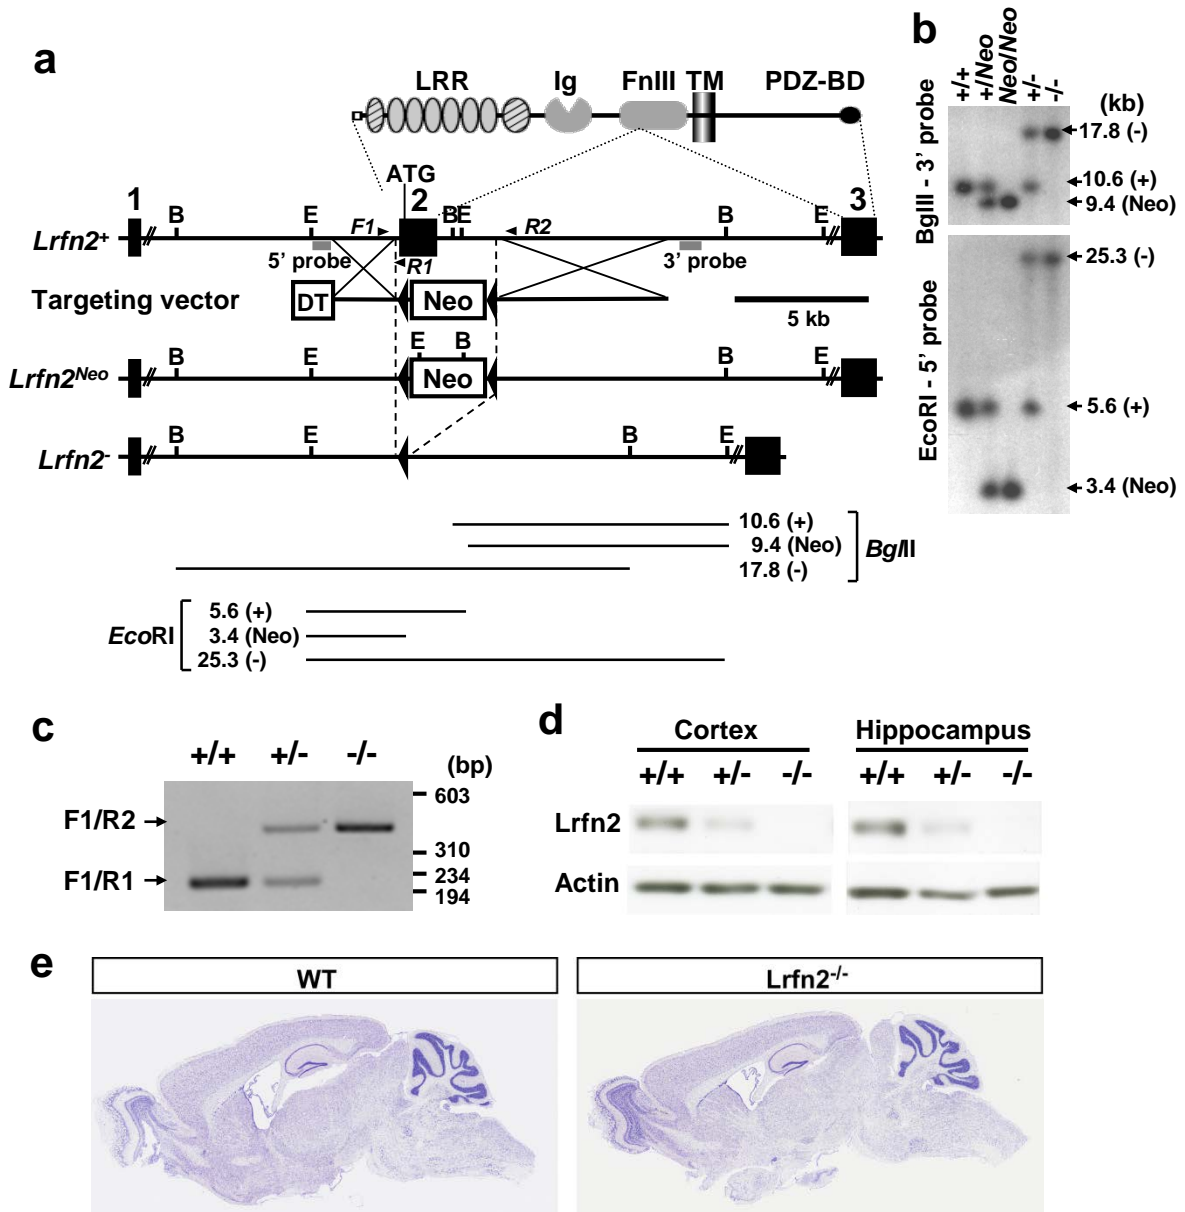 a
LRR
Ig
FnIII
TM
PDZ-BD
ATG
1
2
3
B
E
F1
B
E
R2
B
E
Lrfn2+
5' probe
R1
3' probe
Targeting vector
DT
Neo
5 kb
E
B
B
B
E
E
Lrfn2Neo
Neo
B
E
B
E
Lrfn2-
10.6 (+)
9.4 (Neo)
17.8 (-)
BglII
5.6 (+)
3.4 (Neo)
25.3 (-)
EcoRI
b
+/+
+/Neo
Neo/Neo
+/-
-/-
(kb)
BglII - 3' probe
17.8 (-)
10.6 (+)
9.4 (Neo)
EcoRI - 5' probe
25.3 (-)
5.6 (+)
3.4 (Neo)
c
+/+ +/- -/-
(bp)
F1/R2
F1/R1
603
310
234
194
d
Cortex
Hippocampus
+/+ +/- -/-
+/+ +/- -/-
Lrfn2
Actin
e
WT
Lrfn2-/-